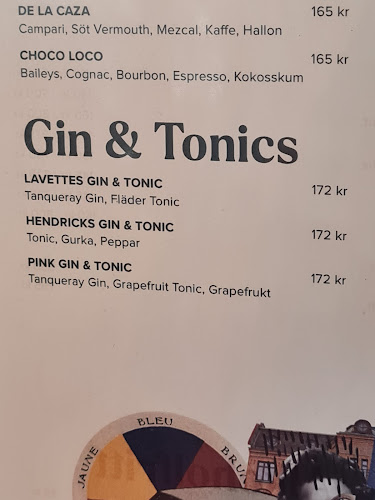 DE LA CAZA 165 kr
Campari, Söt Vermouth, Mezcal, Kaffe, Hallon
CHOCO LOCO 165 kr
Baileys, Cognac, Bourbon, Espresso, Kokosskum
Gin & Tonics
LAVETTES GIN & TONIC 172 kr
Tanqueray Gin, Fläder Tonic
HENDRICKS GIN & TONIC 172 kr
Tonic, Gurka, Peppar
PINK GIN & TONIC 172 kr
Tanqueray Gin, Grapefruit Tonic, Grapefrukt
JAUNE BLEU